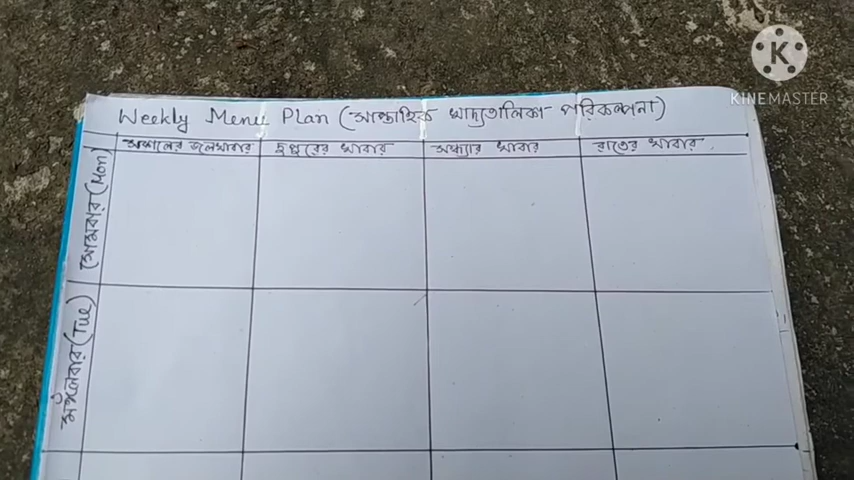 K
KINEMASTER
Weekly Menu Plan (সাপ্তাহিক খাদ্যতালিকা পরিকল্পনা)
সকালের জলখাবার দুপুরের খাবার সন্ধ্যার খাবার রাতের খাবার .
সোমবার (Mon)
মঙ্গলবার (Tue)